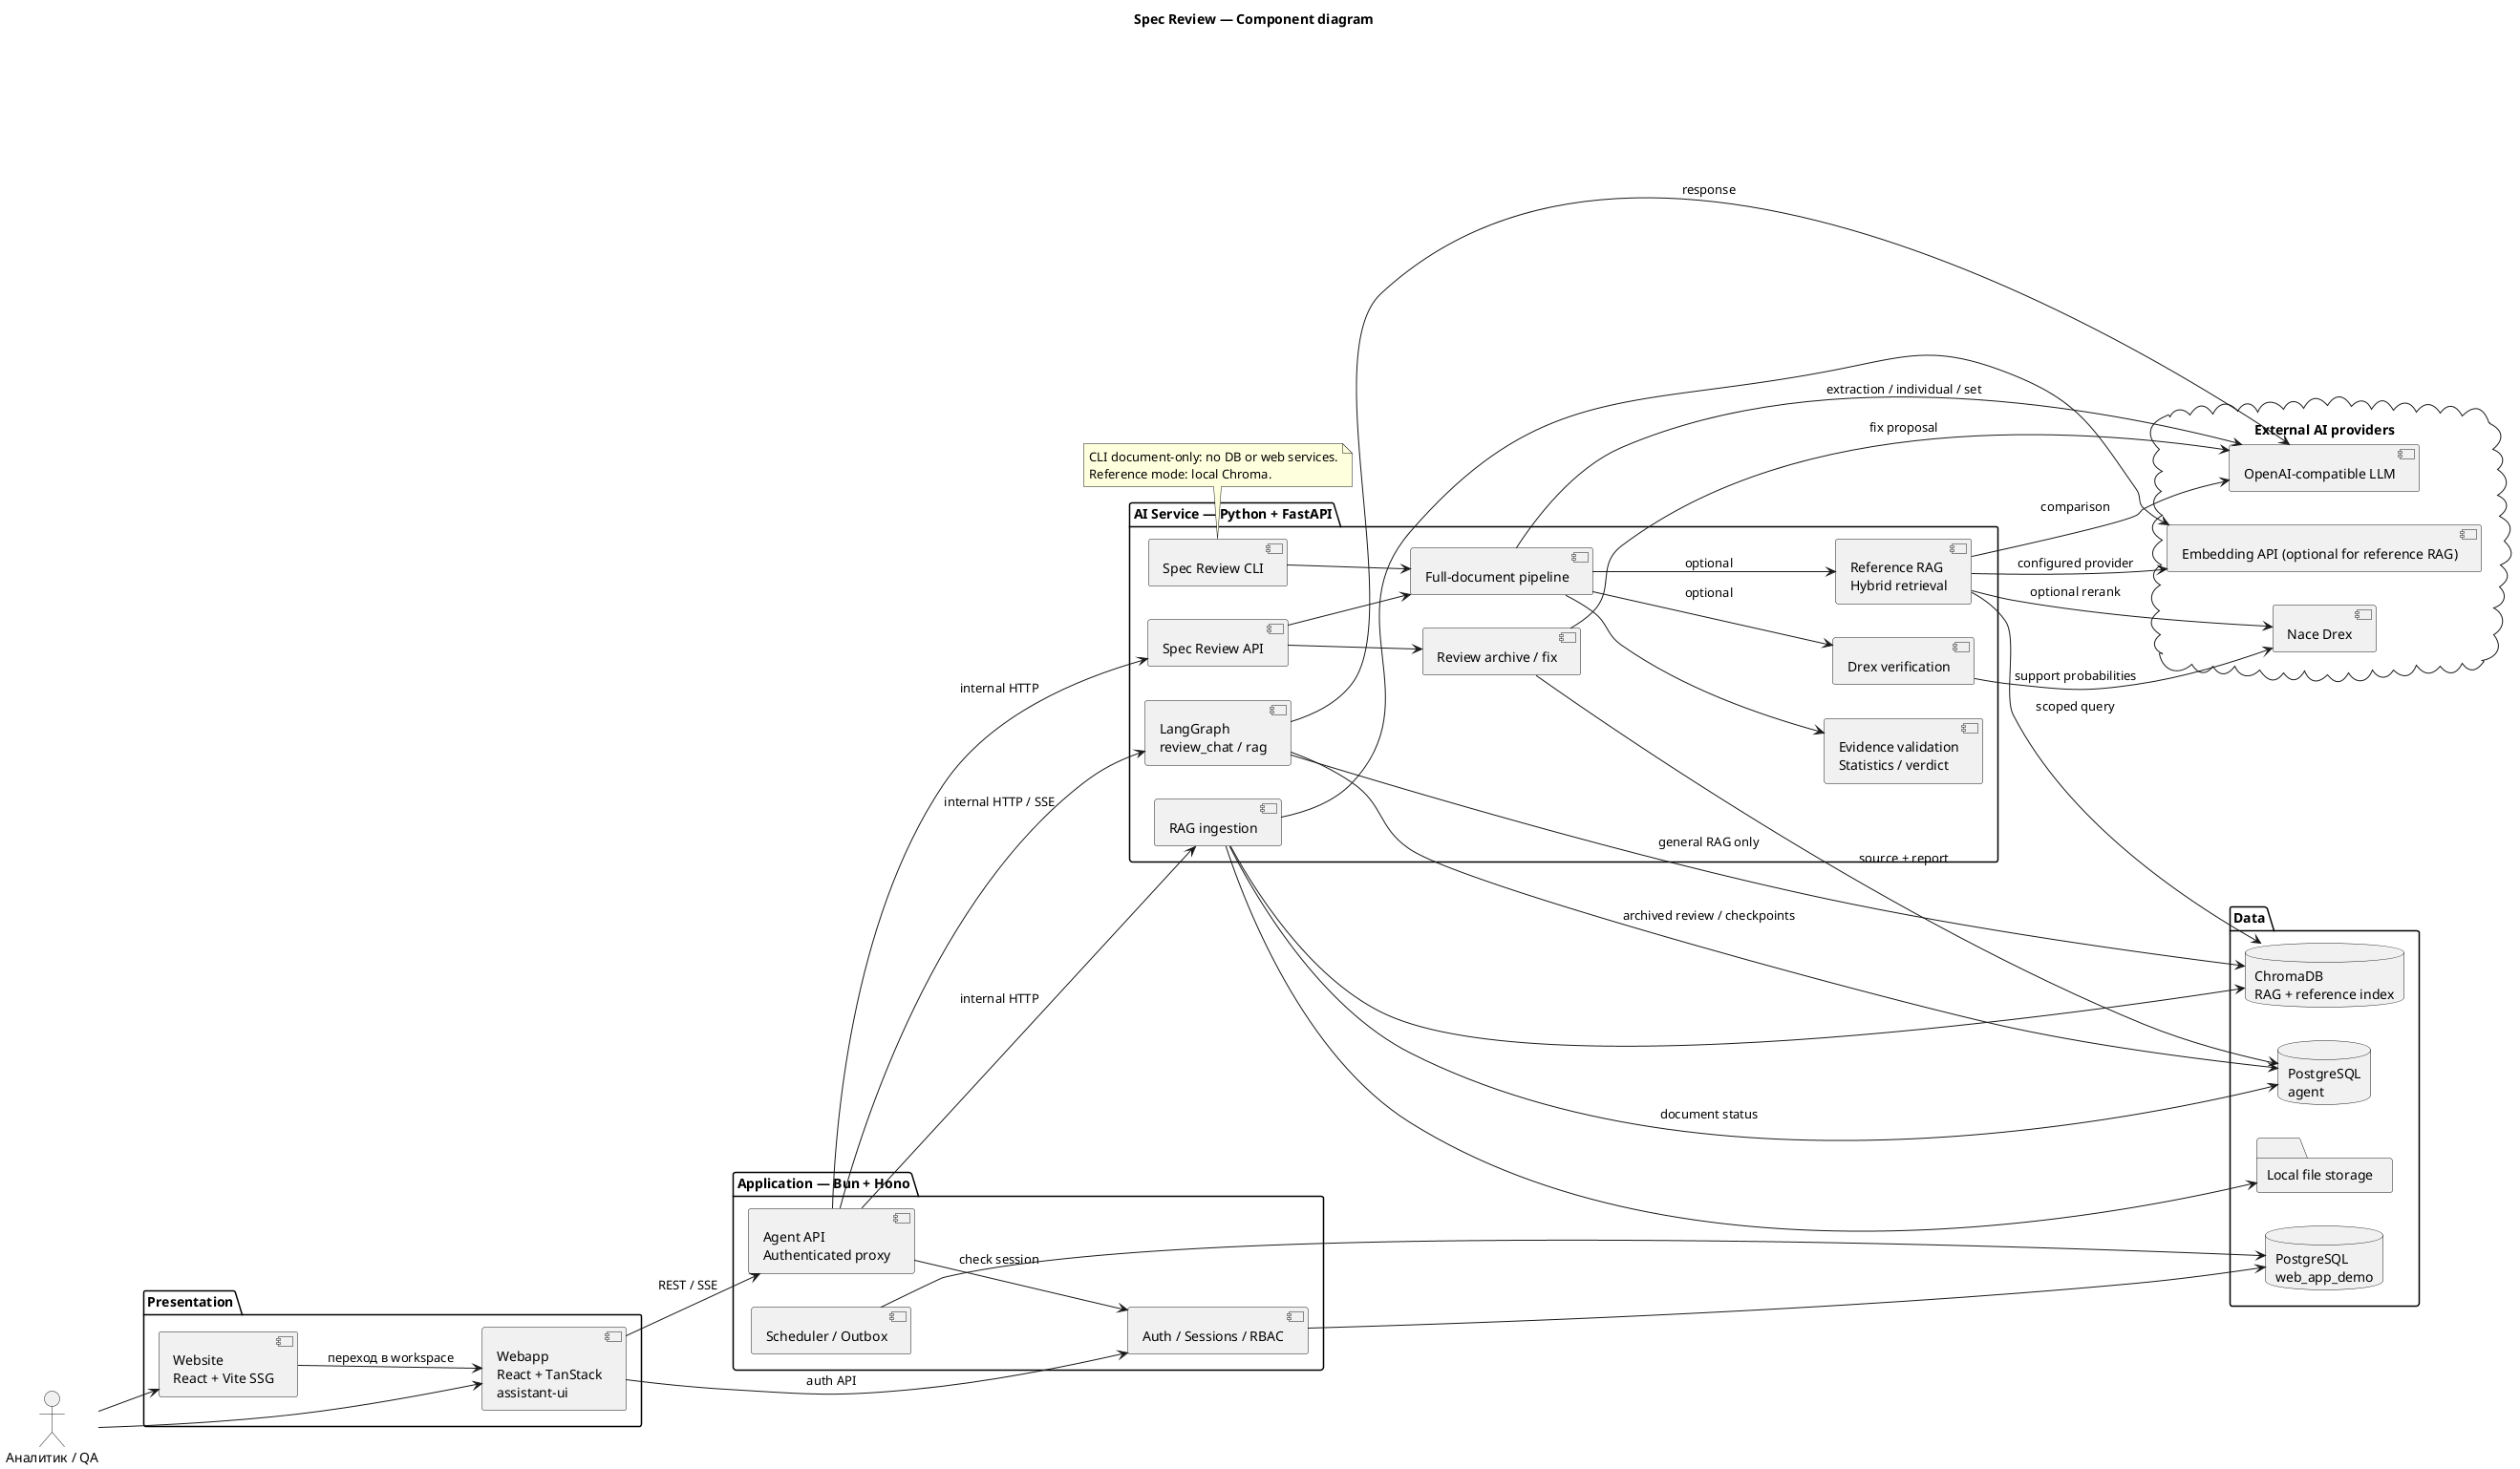 Spec Review — Component diagram
response
extraction / individual / set
fix proposal
External AI providers
OpenAI-compatible LLM
CLI document-only: no DB or web services.
Reference mode: local Chroma.
comparison
Embedding API (optional for reference RAG)
AI Service — Python + FastAPI
Spec Review CLI
Full-document pipeline
optional
Reference RAG
Hybrid retrieval
configured provider
optional
optional rerank
Nace Drex
Spec Review API
Review archive / fix
Drex verification
support probabilities
internal HTTP
scoped query
LangGraph
review_chat / rag
Evidence validation
Statistics / verdict
internal HTTP / SSE
RAG ingestion
general RAG only
source + report
archived review / checkpoints
Data
ChromaDB
RAG + reference index
internal HTTP
PostgreSQL
agent
document status
Local file storage
Application — Bun + Hono
Agent API
Authenticated proxy
check session
PostgreSQL
web_app_demo
REST / SSE
Presentation
Scheduler / Outbox
Auth / Sessions / RBAC
Website
React + Vite SSG
переход в workspace
Webapp
React + TanStack
assistant-ui
auth API
Аналитик / QA